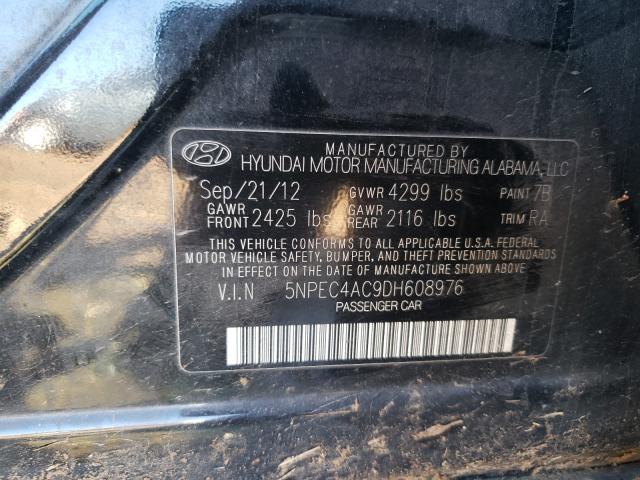 MANUFACTURED BY
HYUNDAI MOTOR MANUFACTURING ALABAMA, LLC
Sep/21/12 GVWR 4299 lbs PAINT 7B
GAWR FRONT 2425 lbs GAWR REAR 2116 lbs TRIM RA
THIS VEHICLE CONFORMS TO ALL APPLICABLE U.S.A. FEDERAL
MOTOR VEHICLE SAFETY, BUMPER, AND THEFT PREVENTION STANDARDS
IN EFFECT ON THE DATE OF MANUFACTURE SHOWN ABOVE
V.I.N 5NPEC4AC9DH608976
PASSENGER CAR